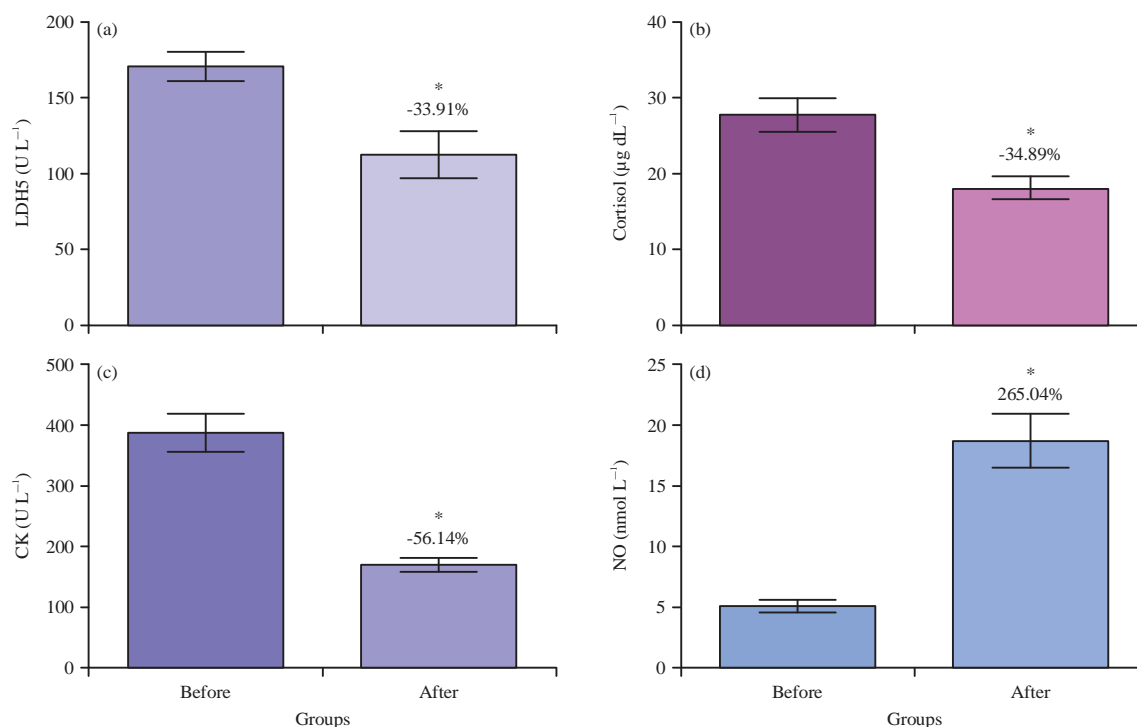 (a)
LDH5 (U L⁻¹)
200
150
100
50
0
*
-33.91%
(b)
Cortisol (µg dL⁻¹)
40
30
20
10
0
*
-34.89%
(c)
CK (U L⁻¹)
500
400
300
200
100
0
*
-56.14%
Before
After
Groups
(d)
NO (nmol L⁻¹)
25
20
15
10
5
0
*
265.04%
Before
After
Groups